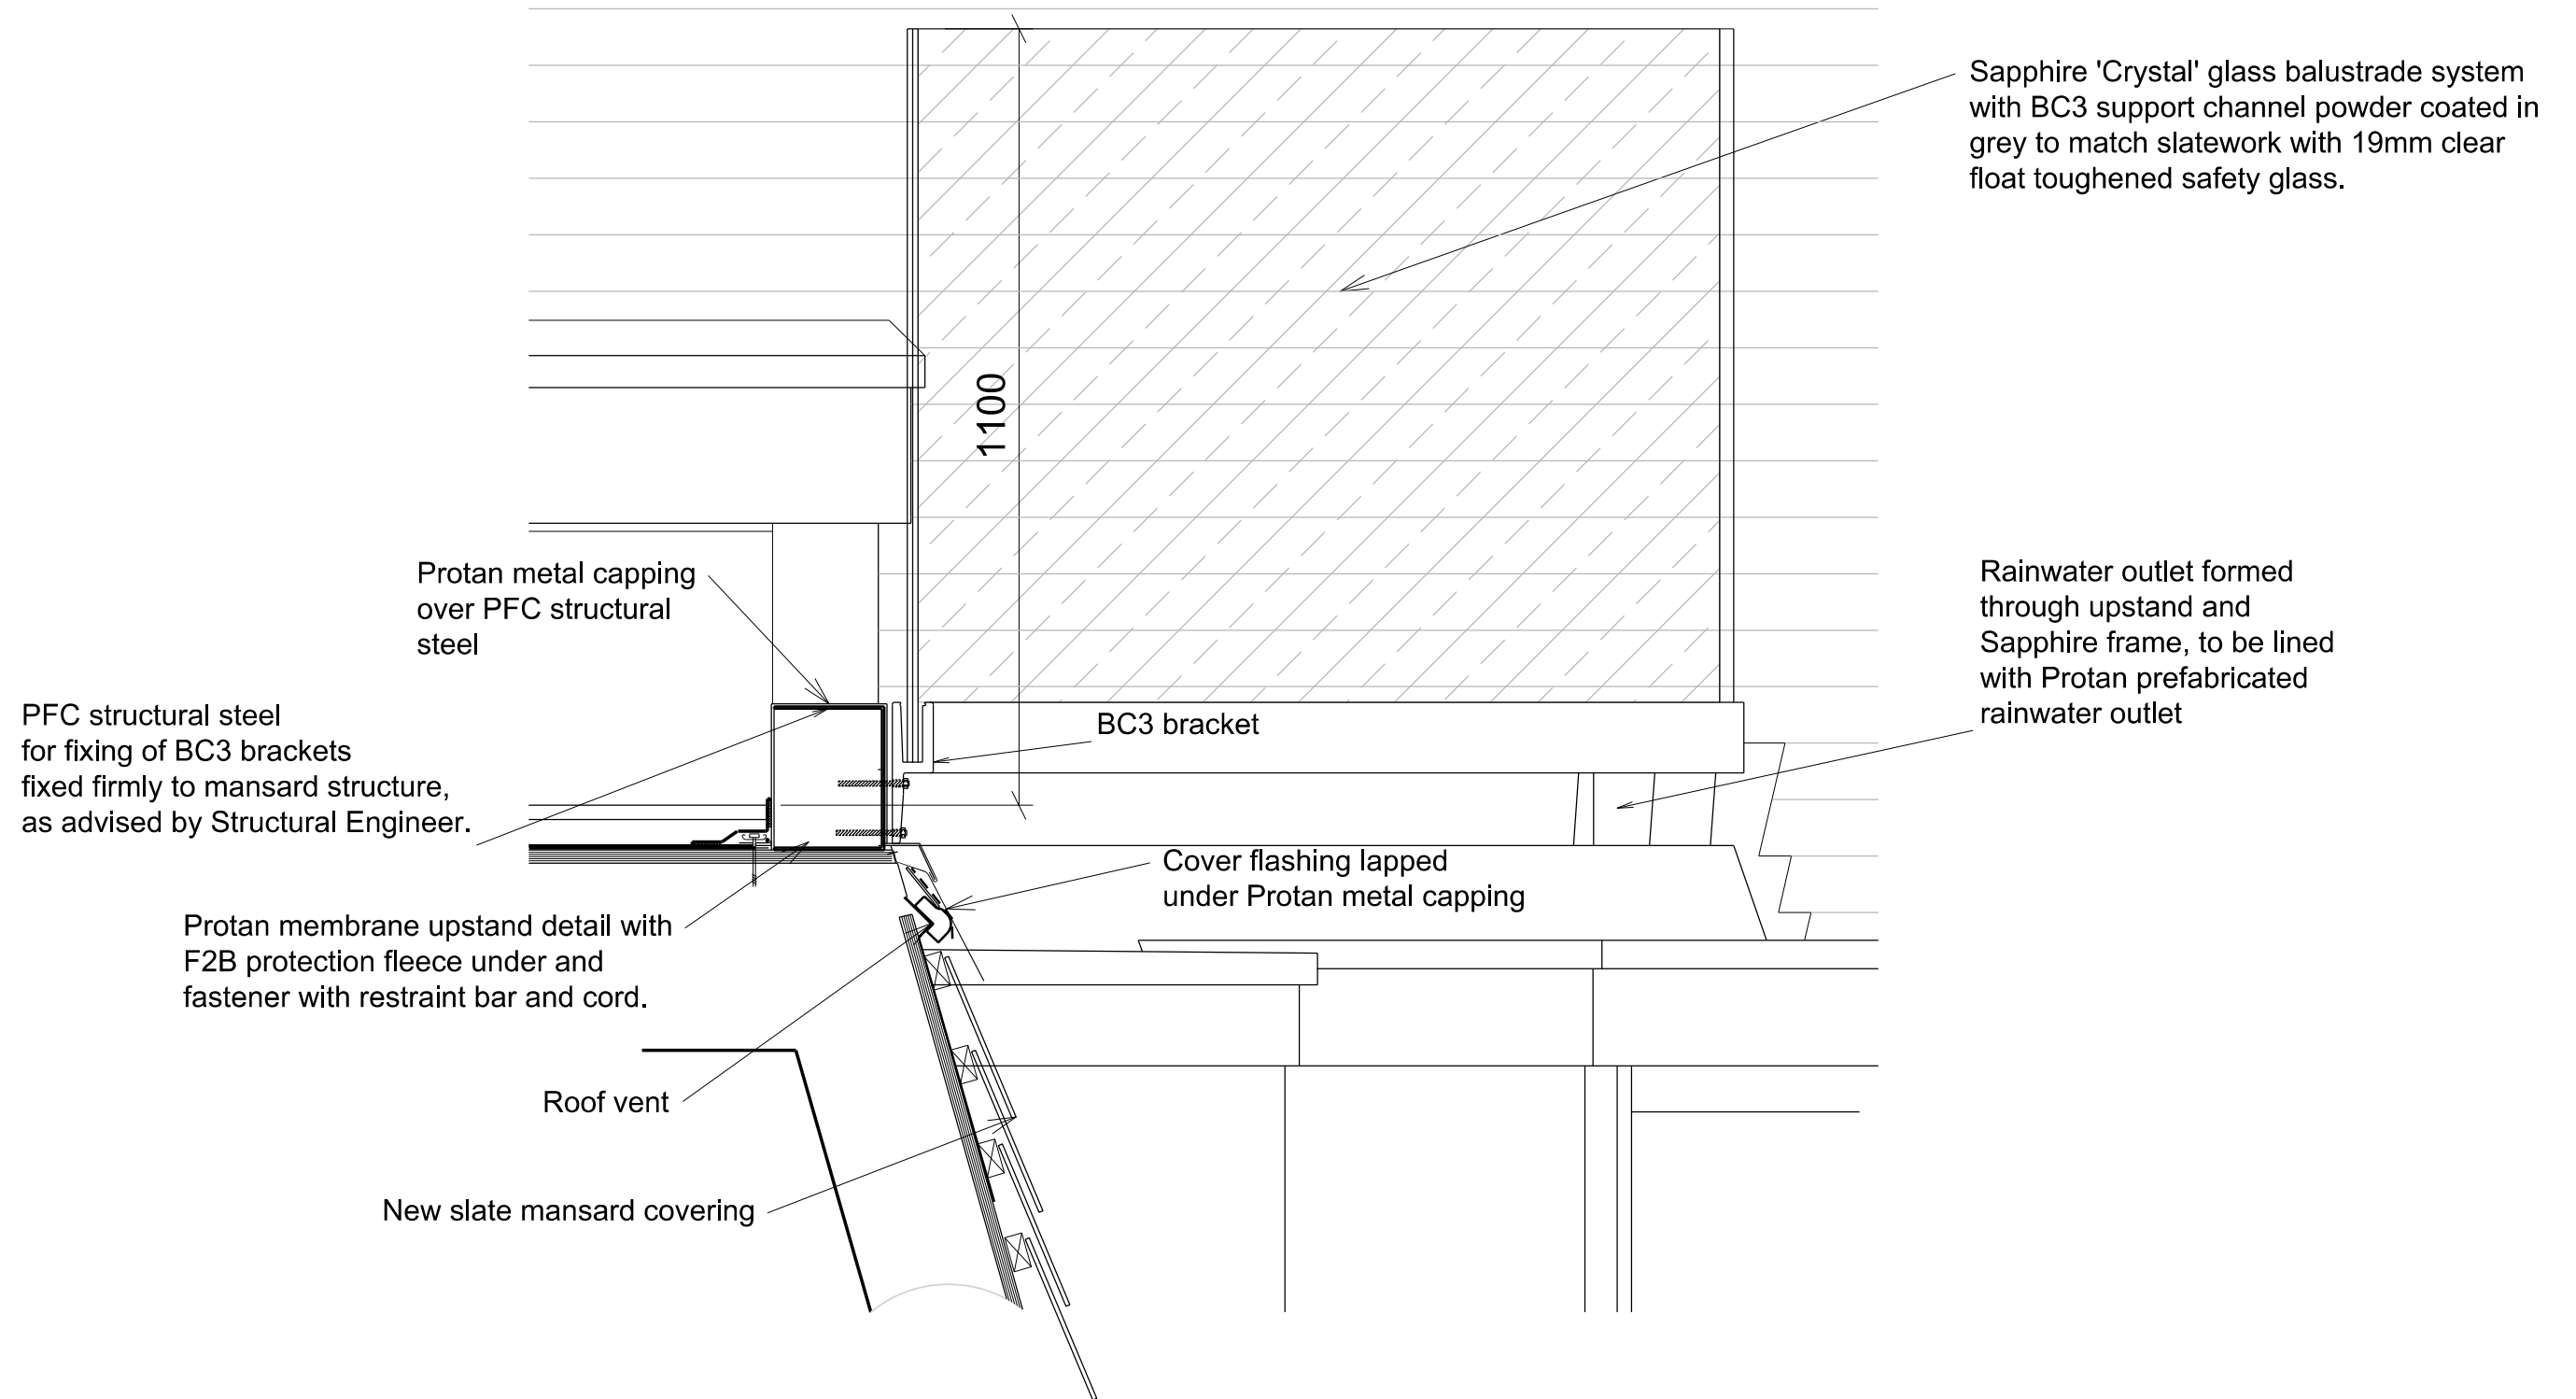 Sapphire 'Crystal' glass balustrade system
with BC3 support channel powder coated in
grey to match slatework with 19mm clear
float toughened safety glass.
1100
Protan metal capping
over PFC structural
steel
Rainwater outlet formed
through upstand and
Sapphire frame, to be lined
with Protan prefabricated
rainwater outlet
PFC structural steel
for fixing of BC3 brackets
fixed firmly to mansard structure,
as advised by Structural Engineer.
BC3 bracket
Cover flashing lapped
under Protan metal capping
Protan membrane upstand detail with
F2B protection fleece under and
fastener with restraint bar and cord.
Roof vent
New slate mansard covering